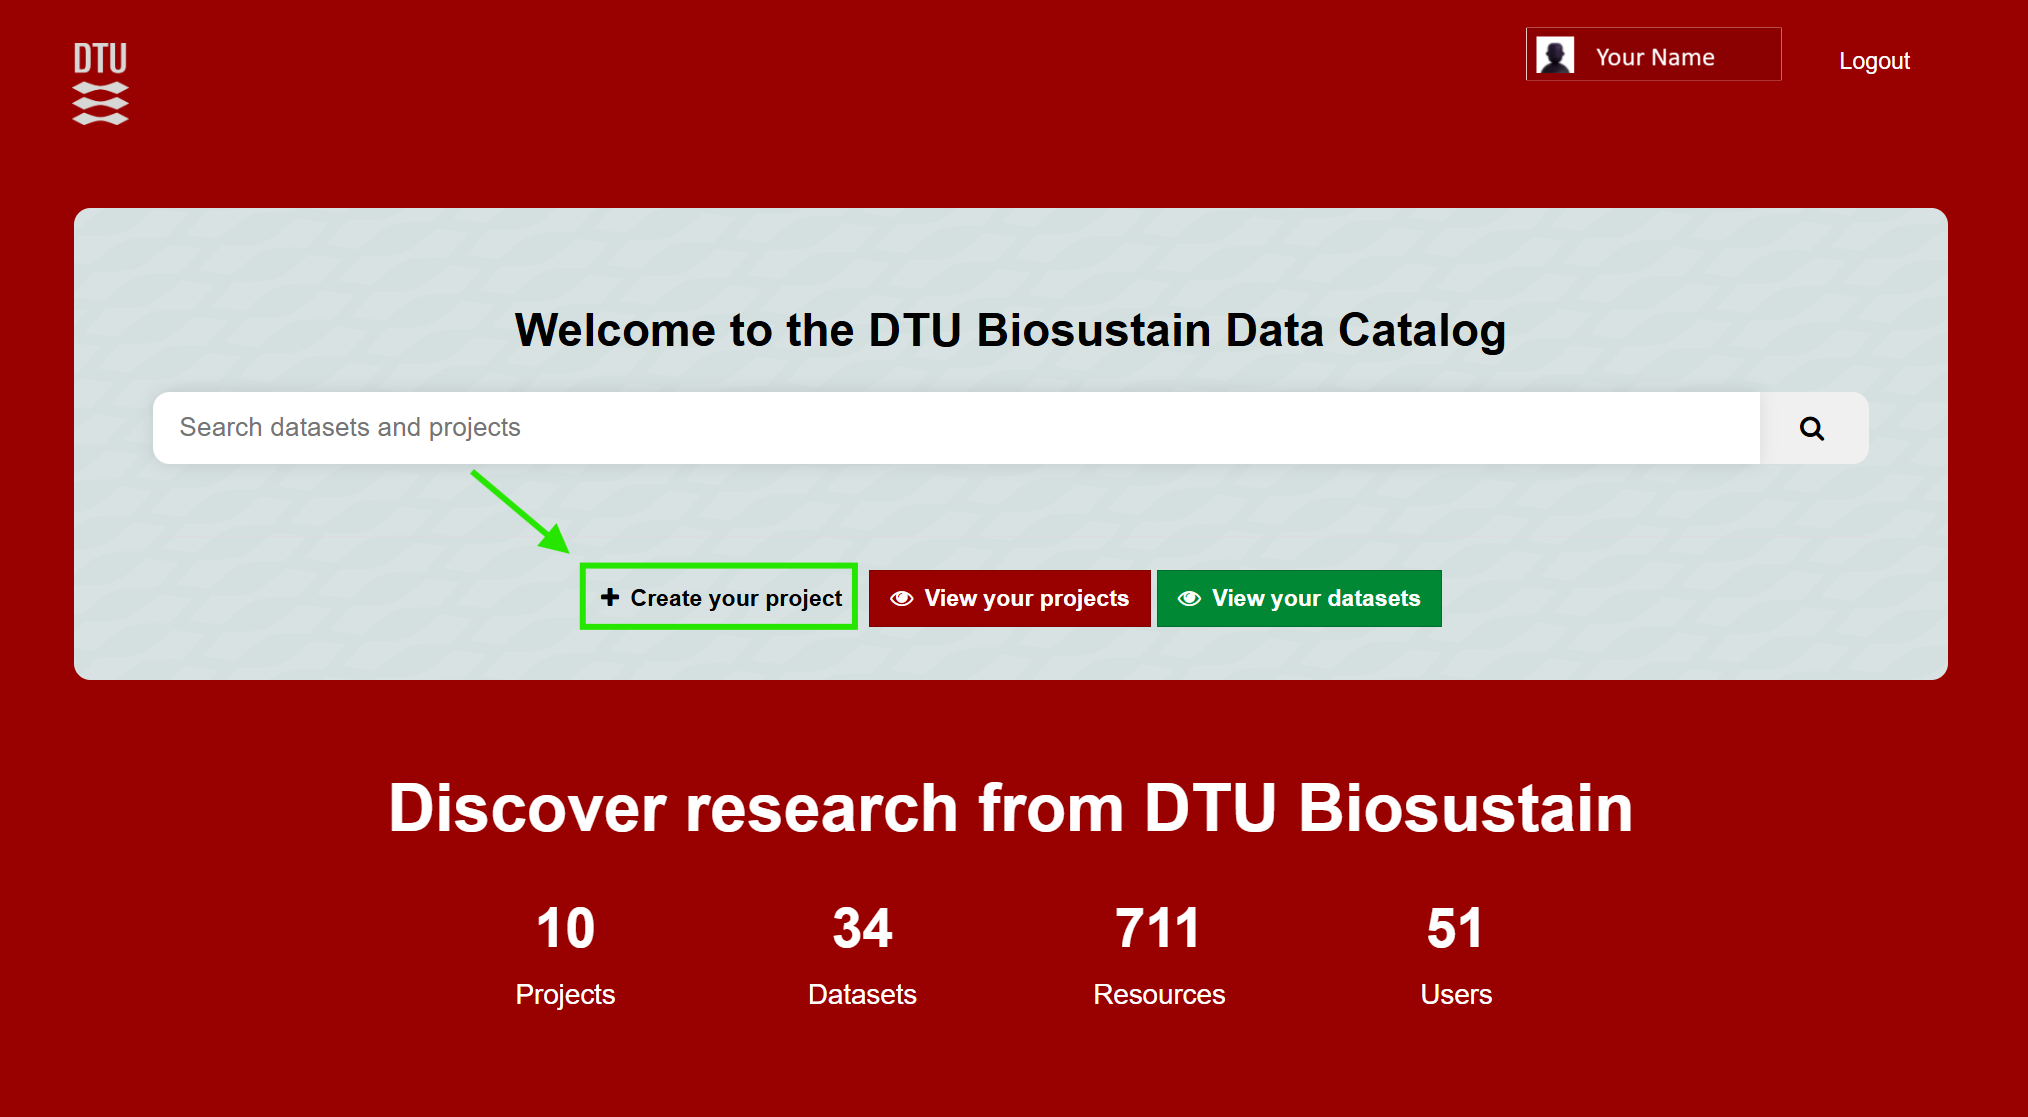 DTU
Your Name
Logout
Welcome to the DTU Biosustain Data Catalog
Search datasets and projects
Create your project
View your projects
View your datasets
Discover research from DTU Biosustain
10
34
711
51
Projects
Datasets
Resources
Users